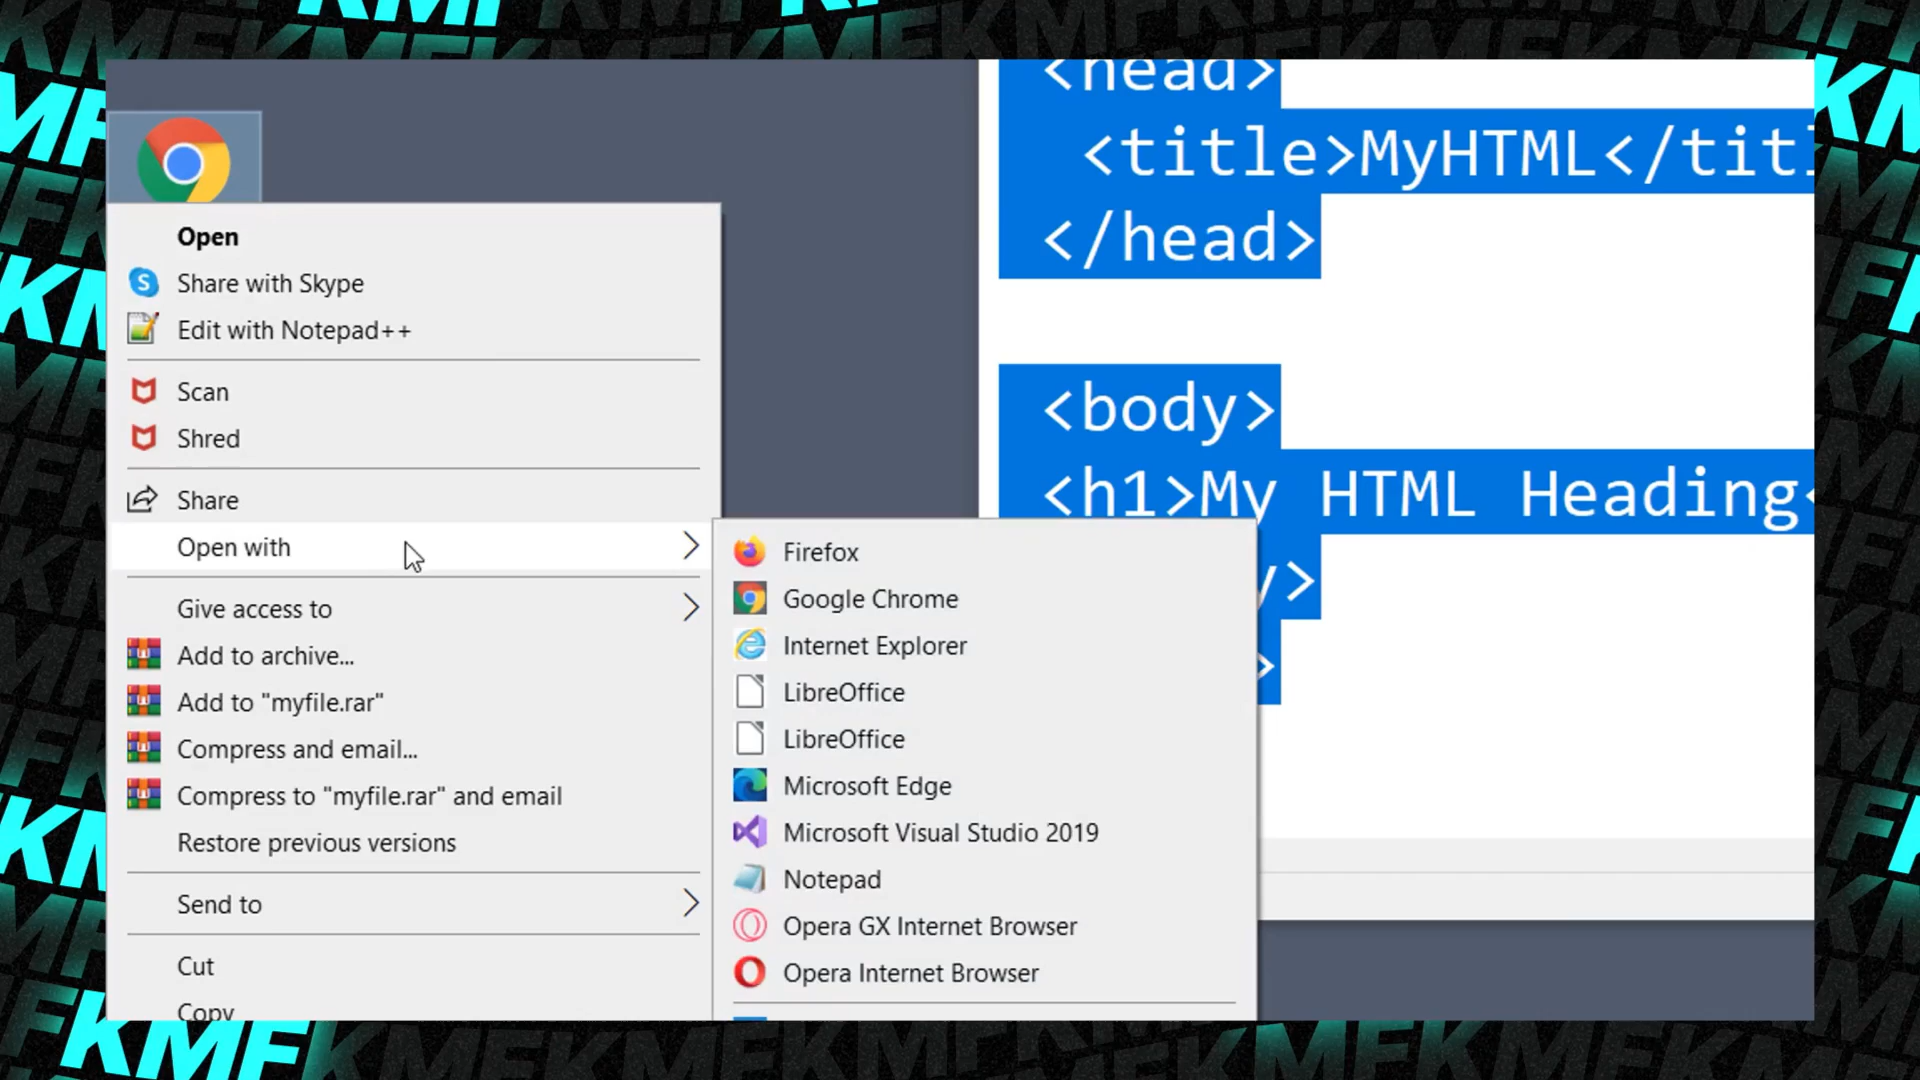 <head>
<title>MyHTML</titl
</head>
<body>
<h1>My HTML Heading<
y>
>
Open
Share with Skype
Edit with Notepad++
Scan
Shred
Share
Open with
Give access to
Add to archive...
Add to "myfile.rar"
Compress and email...
Compress to "myfile.rar" and email
Restore previous versions
Send to
Cut
Copy
Firefox
Google Chrome
Internet Explorer
LibreOffice
LibreOffice
Microsoft Edge
Microsoft Visual Studio 2019
Notepad
Opera GX Internet Browser
Opera Internet Browser
FKMF